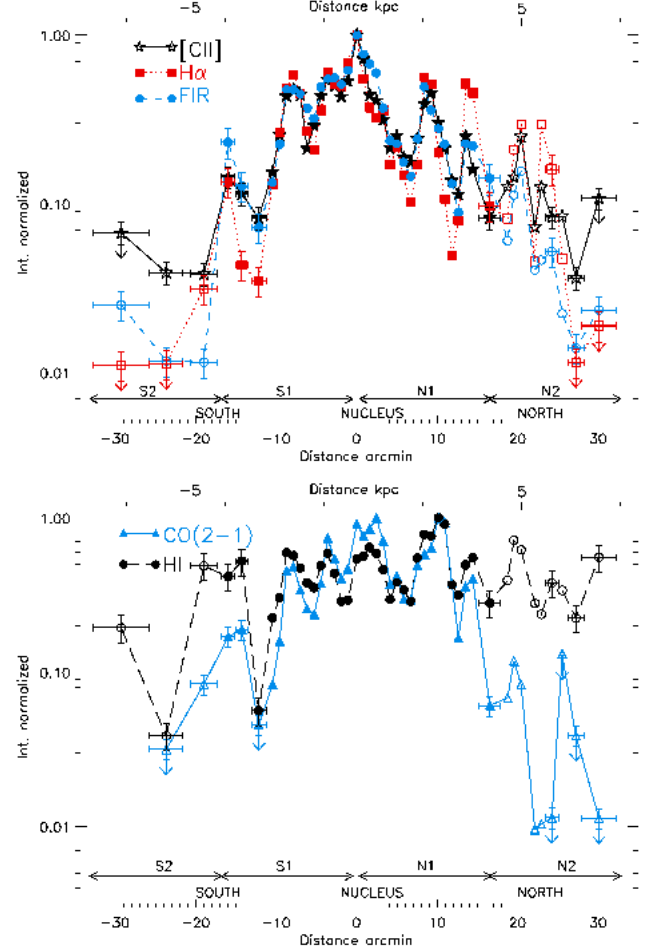 Distance kpc
-5 5
1.00
[CII]
Hα
FIR
0.10
Int. normalized
0.01
S2 S1 N1 N2
SOUTH NUCLEUS NORTH
-30 -20 -10 0 10 20 30
Distance arcmin
-5 Distance kpc 5
1.00
CO(2-1)
HI
0.10
Int. normalized
0.01
S2 S1 N1 N2
SOUTH NUCLEUS NORTH
-30 -20 -10 0 10 20 30
Distance arcmin